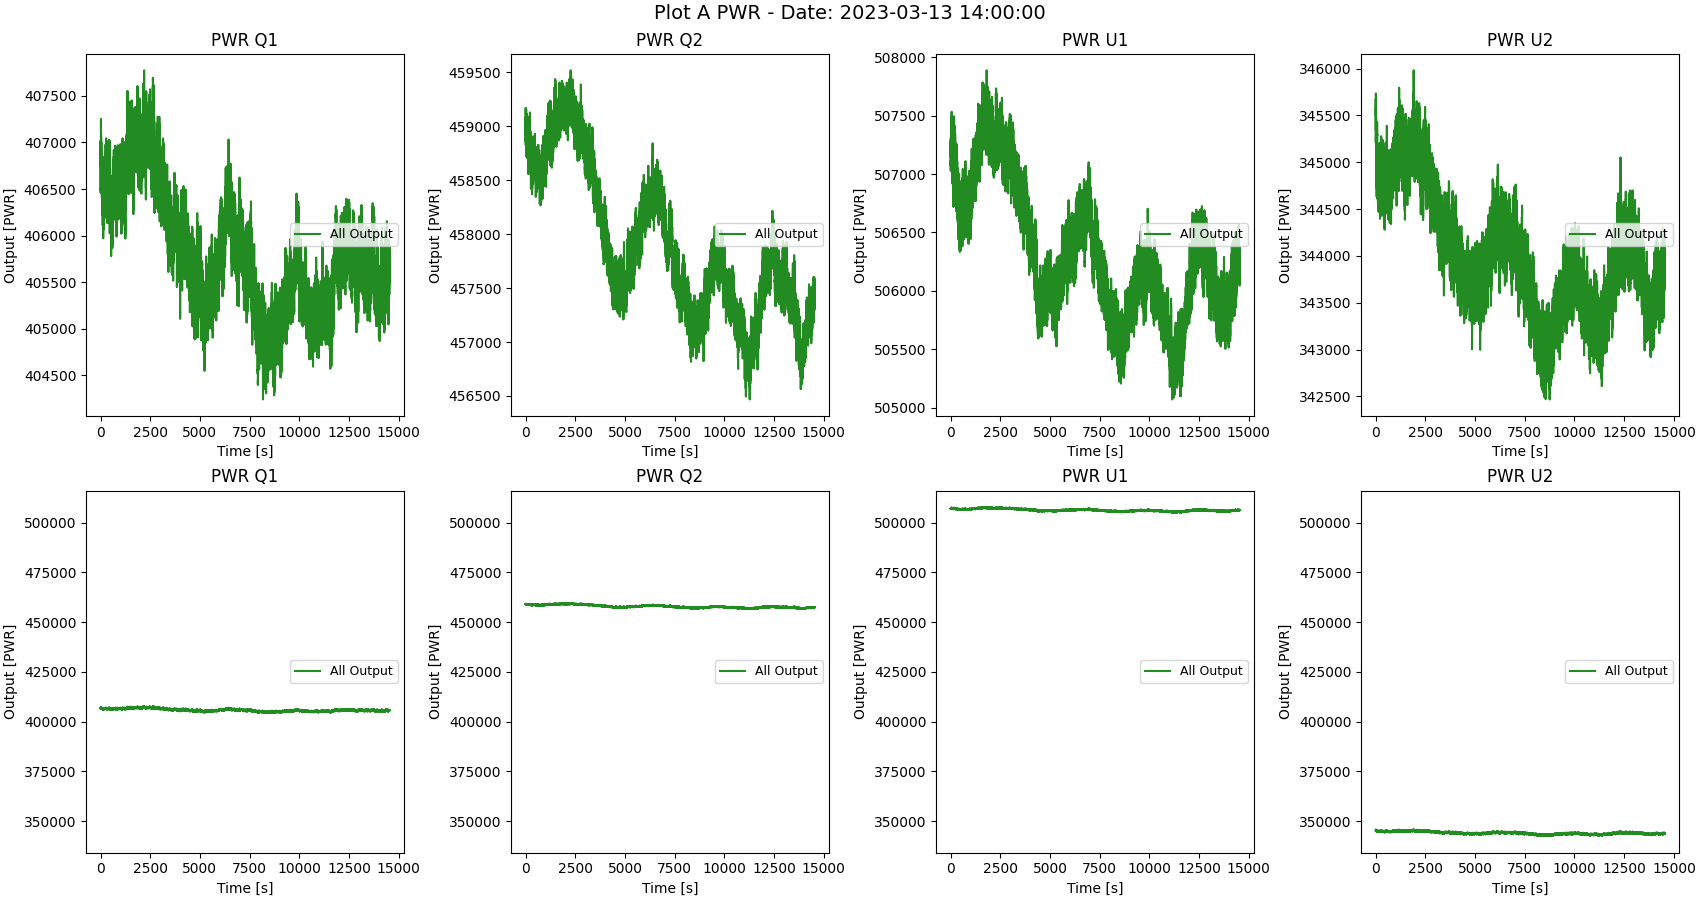 Plot A PWR - Date: 2023-03-13 14:00:00
PWR Q1
PWR Q2
PWR U1
PWR U2
Output [PWR]
407500
407000
406500
406000
405500
405000
404500
All Output
0 2500 5000 7500 10000 12500 15000
Time [s]
Output [PWR]
459500
459000
458500
458000
457500
457000
456500
All Output
0 2500 5000 7500 10000 12500 15000
Time [s]
Output [PWR]
508000
507500
507000
506500
506000
505500
505000
All Output
0 2500 5000 7500 10000 12500 15000
Time [s]
Output [PWR]
346000
345500
345000
344500
344000
343500
343000
342500
All Output
0 2500 5000 7500 10000 12500 15000
Time [s]
PWR Q1
PWR Q2
PWR U1
PWR U2
Output [PWR]
500000
475000
450000
425000
400000
375000
350000
All Output
0 2500 5000 7500 10000 12500 15000
Time [s]
Output [PWR]
500000
475000
450000
425000
400000
375000
350000
All Output
0 2500 5000 7500 10000 12500 15000
Time [s]
Output [PWR]
500000
475000
450000
425000
400000
375000
350000
All Output
0 2500 5000 7500 10000 12500 15000
Time [s]
Output [PWR]
500000
475000
450000
425000
400000
375000
350000
All Output
0 2500 5000 7500 10000 12500 15000
Time [s]